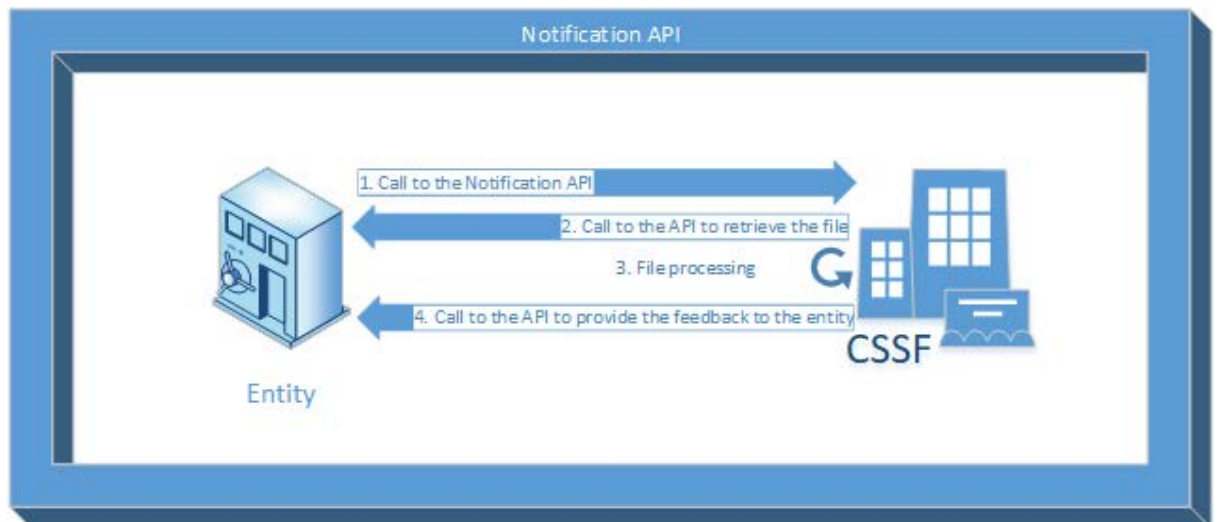 Notification API
1. Call to the Notification API
2. Call to the API to retrieve the file
3. File processing
4. Call to the API to provide the feedback to the entity
CSSF
Entity